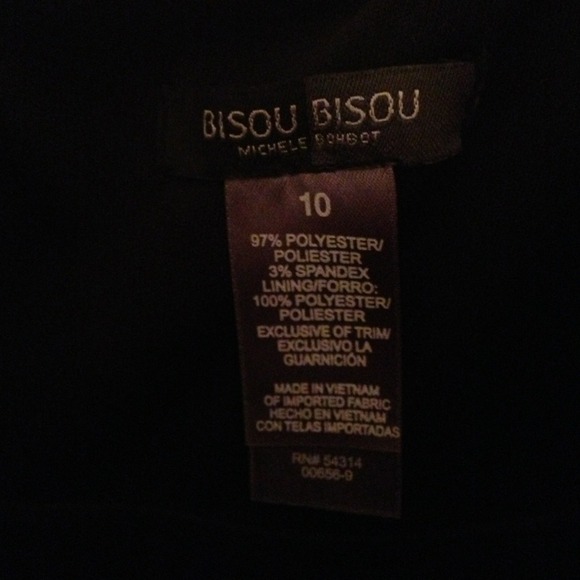 BISOU BISOU
MICHELE BOHBOT
10
97% POLYESTER/
POLIESTER
3% SPANDEX
LINING/FORRO:
100% POLYESTER/
POLIESTER
EXCLUSIVE OF TRIM/
EXCLUSIVO LA
GUARNICIÓN
MADE IN VIETNAM
OF IMPORTED FABRIC
HECHO EN VIETNAM
CON TELAS IMPORTADAS
RN# 54314
00656-9